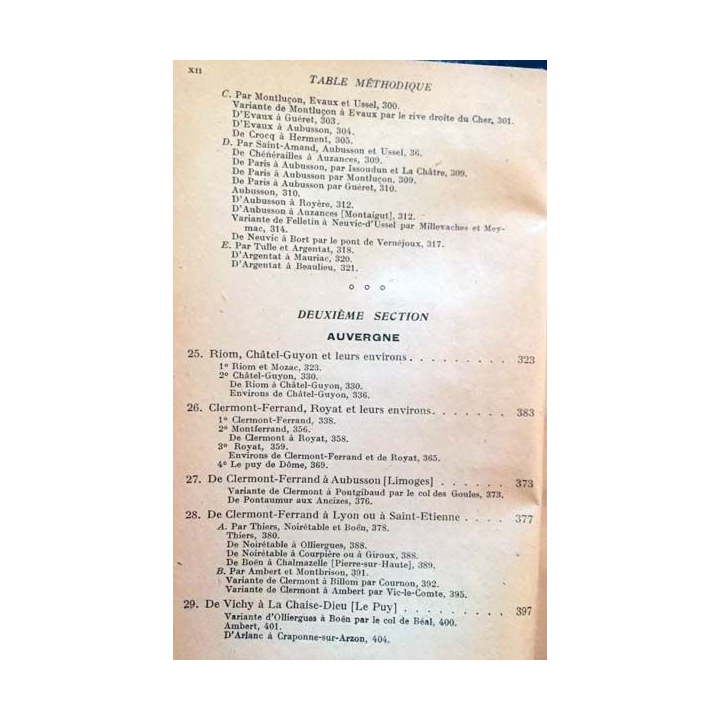 XII
TABLE MÉTHODIQUE
C. Par Montluçon, Evaux et Ussel, 300.
Variante de Montluçon à Evaux par le rive droite du Cher, 301.
D'Evaux à Guéret, 303.
D'Evaux à Aubusson, 304.
De Crocq à Herment, 305.
D. Par Saint-Amand, Aubusson et Ussel, 36.
De Chénérailles à Auzances, 309.
De Paris à Aubusson, par Issoudun et La Châtre, 309.
De Paris à Aubusson par Montluçon, 309.
De Paris à Aubusson par Guéret, 310.
Aubusson, 310.
D'Aubusson à Royère, 312.
D'Aubusson à Auzances [Montaigut], 312.
Variante de Felletin à Neuvic-d'Ussel par Millevaches et Mey-
mac, 314.
De Neuvic à Bort par le pont de Vernéjoux, 317.
E. Par Tulle et Argentat, 318.
D'Argentat à Mauriac, 320.
D'Argentat à Beaulieu, 321.
DEUXIÈME SECTION
AUVERGNE
25. Riom, Châtel-Guyon et leurs environs . . . . . . . . . 323
1º Riom et Mozac, 323.
2º Châtel-Guyon, 330.
De Riom à Châtel-Guyon, 330.
Environs de Châtel-Guyon, 336.
26. Clermont-Ferrand, Royat et leurs environs. . . . . . . 383
1º Clermont-Ferrand, 338.
2º Montferrand, 356.
De Clermont à Royat, 358.
3º Royat, 359.
Environs de Clermont-Ferrand et de Royat, 365.
4º Le puy de Dôme, 369.
27. De Clermont-Ferrand à Aubusson [Limoges] . . . . . . 373
Variante de Clermont à Pontgibaud par le col des Goules, 373.
De Pontaumur aux Ancizes, 376.
28. De Clermont-Ferrand à Lyon ou à Saint-Etienne . . . . 377
A. Par Thiers, Noirétable et Boën, 378.
Thiers, 380.
De Noirétable à Olliergues, 388.
De Noirétable à Courpière ou à Giroux, 388.
De Boën à Chalmazelle [Pierre-sur-Haute], 389.
B. Par Ambert et Montbrison, 391.
Variante de Clermont à Billom par Cournon, 392.
Variante de Clermont à Ambert par Vic-le-Comte, 395.
29. De Vichy à La Chaise-Dieu [Le Puy] . . . . . . . . . 397
Variante d'Olliergues à Boën par le col de Béal, 400.
Ambert, 401.
D'Arlanc à Craponne-sur-Arzon, 404.